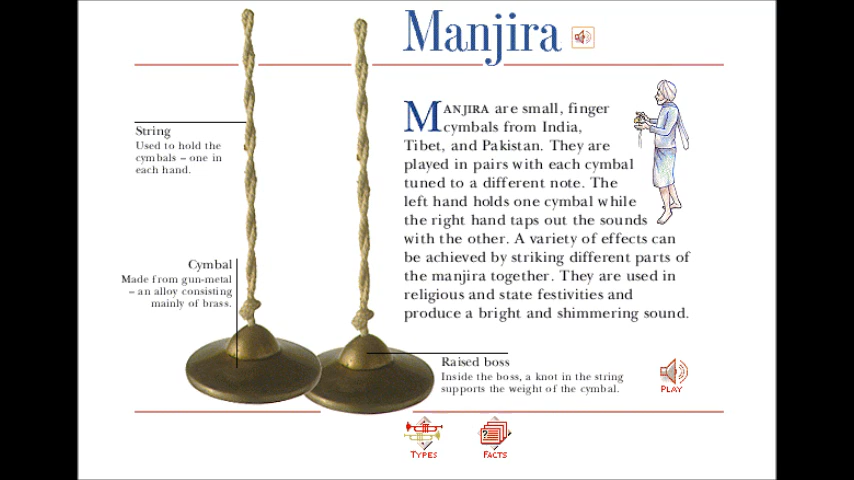 Manjira
MANJIRA are small, finger
cymbals from India,
Tibet, and Pakistan. They are
played in pairs with each cymbal
tuned to a different note. The
left hand holds one cymbal while
the right hand taps out the sounds
with the other. A variety of effects can
be achieved by striking different parts of
the manjira together. They are used in
religious and state festivities and
produce a bright and shimmering sound.
String
Used to hold the
cymbals – one in
each hand.
Cymbal
Made from gun-metal
– an alloy consisting
mainly of brass.
Raised boss
Inside the boss, a knot in the string
supports the weight of the cymbal.
PLAY
TYPES
?
FACTS